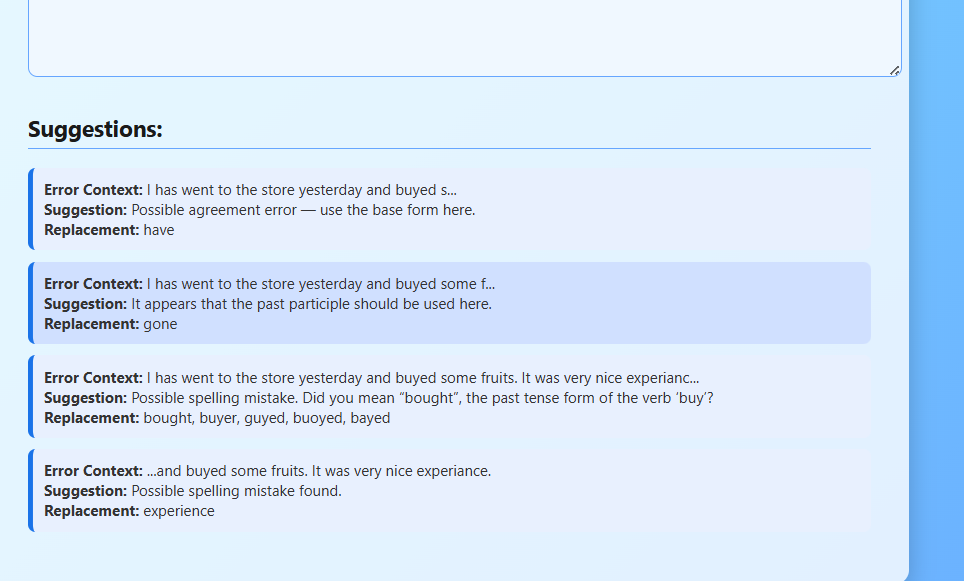 Suggestions:
Error Context: I has went to the store yesterday and buyed s...
Suggestion: Possible agreement error — use the base form here.
Replacement: have
Error Context: I has went to the store yesterday and buyed some f...
Suggestion: It appears that the past participle should be used here.
Replacement: gone
Error Context: I has went to the store yesterday and buyed some fruits. It was very nice experianc...
Suggestion: Possible spelling mistake. Did you mean “bought”, the past tense form of the verb ‘buy’?
Replacement: bought, buyer, guyed, buoyed, bayed
Error Context: ...and buyed some fruits. It was very nice experiance.
Suggestion: Possible spelling mistake found.
Replacement: experience